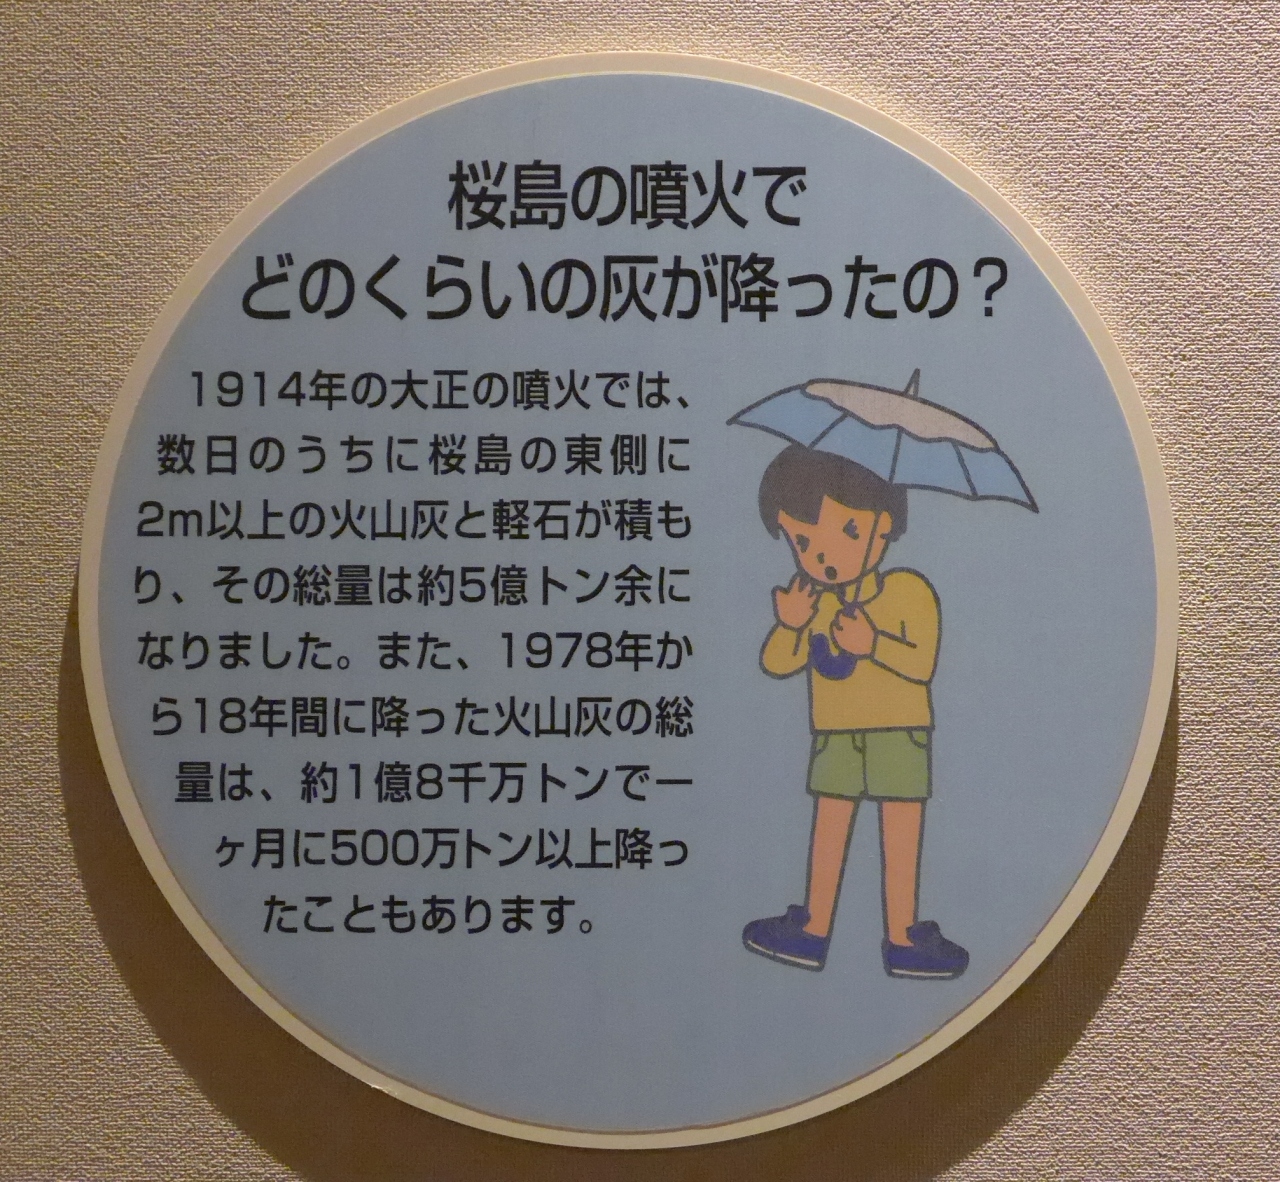 桜島の噴火で
どのくらいの灰が降ったの？
1914年の大正の噴火では、
数日のうちに桜島の東側に
2m以上の火山灰と軽石が積も
り、その総量は約5億トン余に
なりました。また、1978年か
ら18年間に降った火山灰の総
量は、約1億8千万トンで一
ヶ月に500万トン以上降っ
たこともあります。